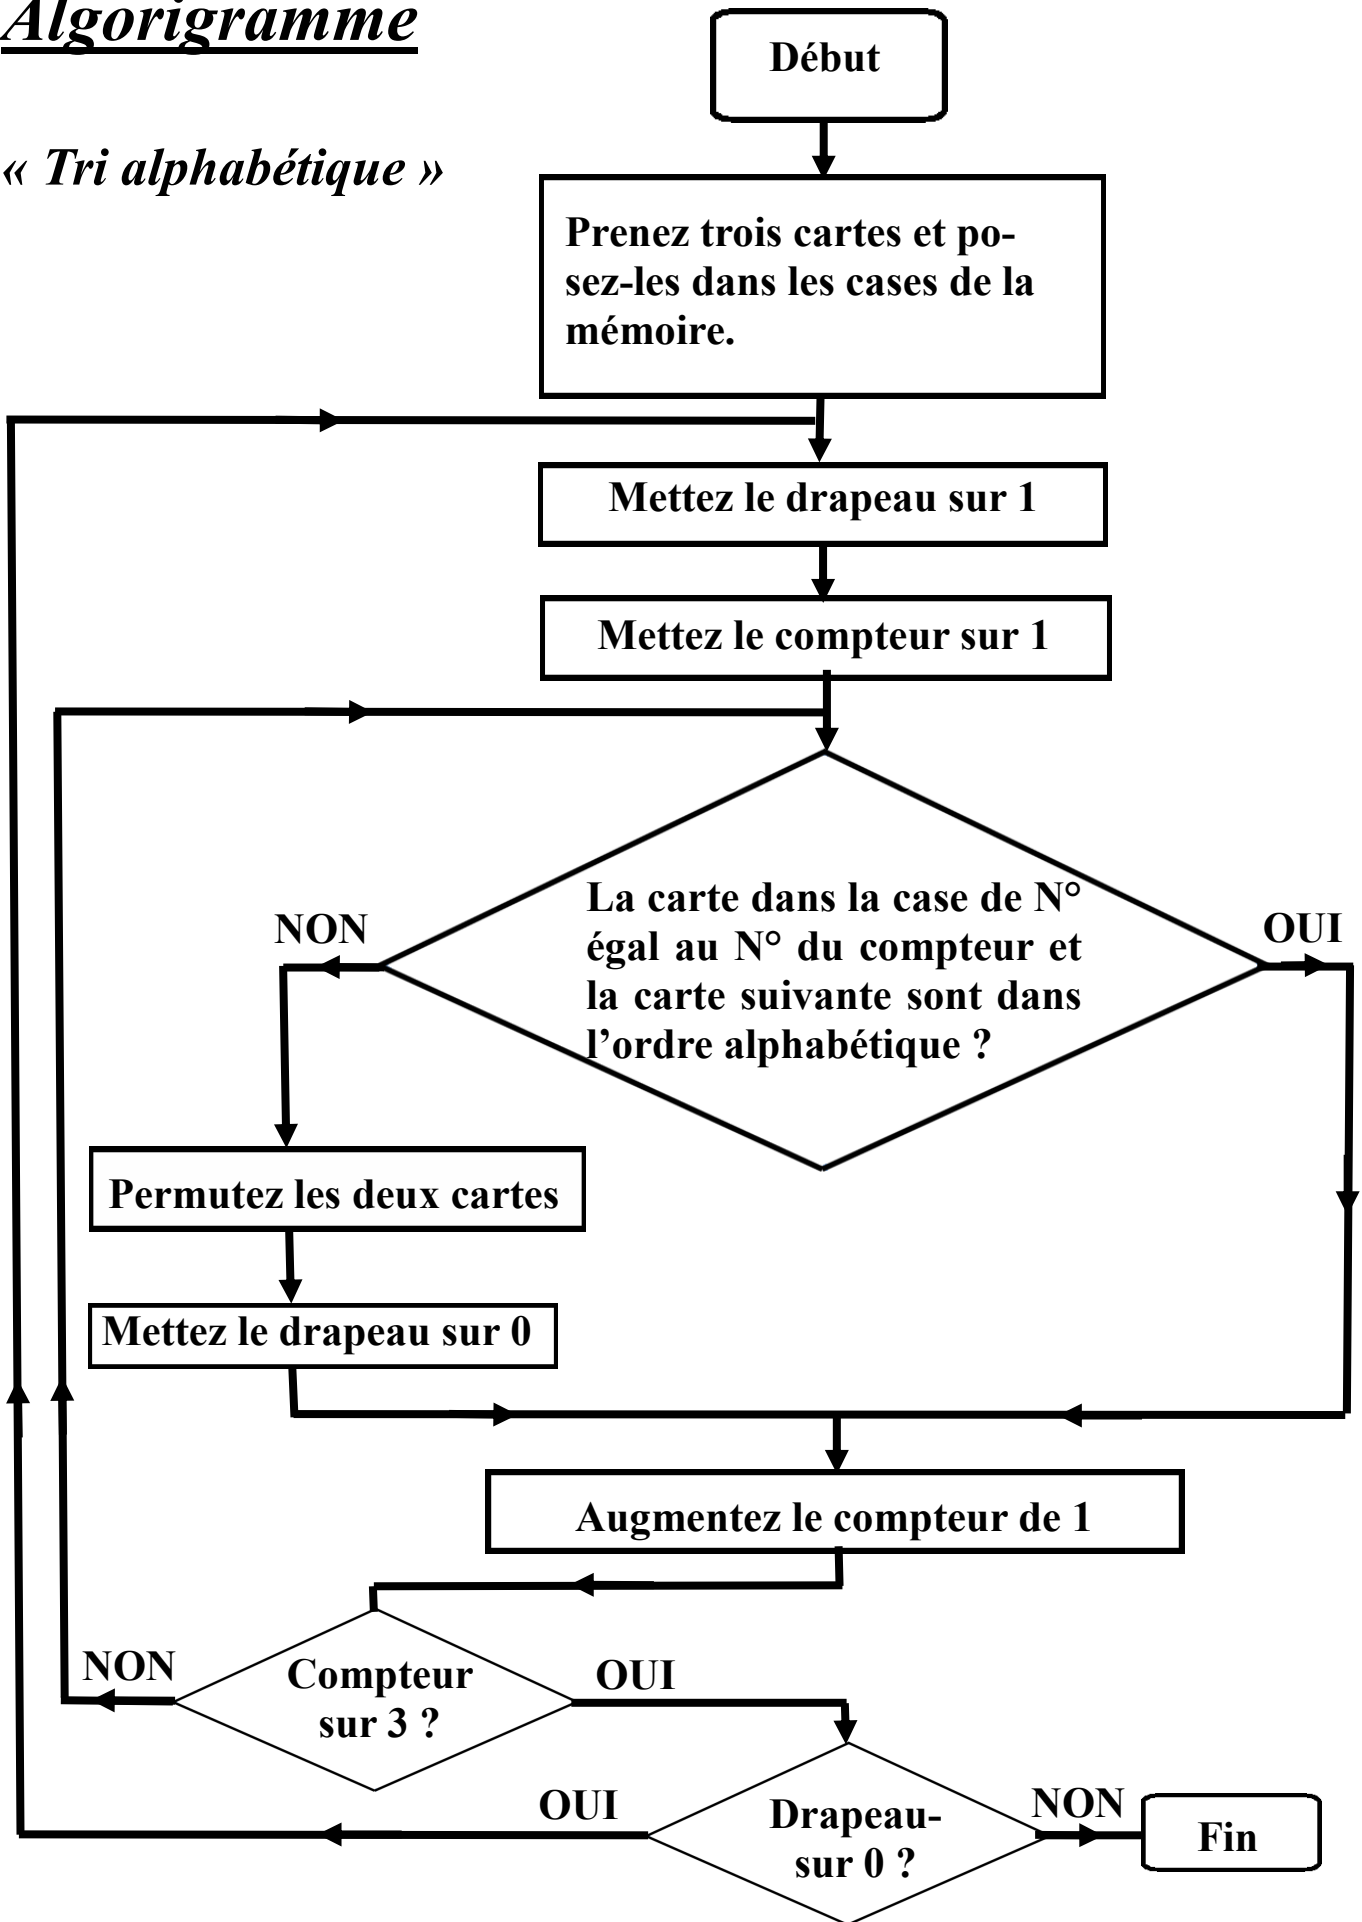 Algorigramme
Début
« Tri alphabétique »
Prenez trois cartes et po-
sez-les dans les cases de la
mémoire.
Mettez le drapeau sur 1
Mettez le compteur sur 1
La carte dans la case de N°
égal au N° du compteur et
la carte suivante sont dans
l’ordre alphabétique ?
NON
OUI
Permutez les deux cartes
Mettez le drapeau sur 0
Augmentez le compteur de 1
NON
Compteur
sur 3 ?
OUI
OUI
Drapeau-
sur 0 ?
NON
Fin